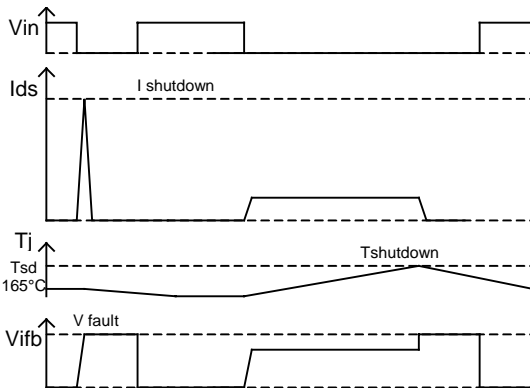 Vin
Ids
I shutdown
Tj
Tshutdown
Tsd
165°C
V fault
Vifb